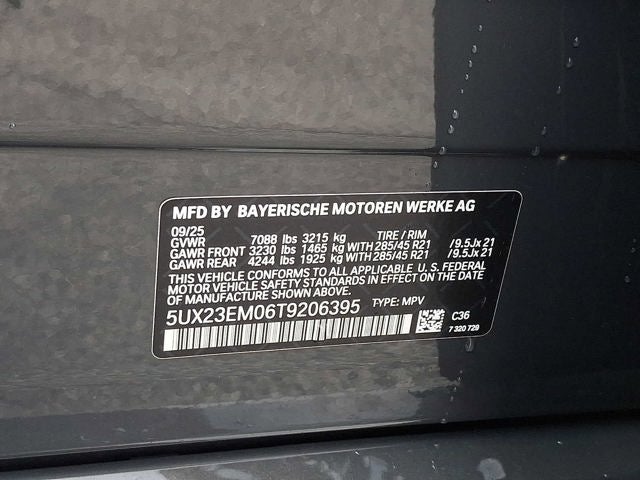 MFD BY BAYERISCHE MOTOREN WERKE AG
09/25
GVWR 7088 lbs 3215 kg TIRE / RIM
GAWR FRONT 3230 lbs 1465 kg WITH 285/45 R21 /9.5Jx 21
GAWR REAR 4244 lbs 1925 kg WITH 285/45 R21 /9.5Jx 21
THIS VEHICLE CONFORMS TO ALL APPLICABLE U.S. FEDERAL
MOTOR VEHICLE SAFETY STANDARDS IN EFFECT ON THE DATE
OF MANUFACTURE SHOWN ABOVE.
5UX23EM06T9206395 TYPE: MPV
C36
7 320 729